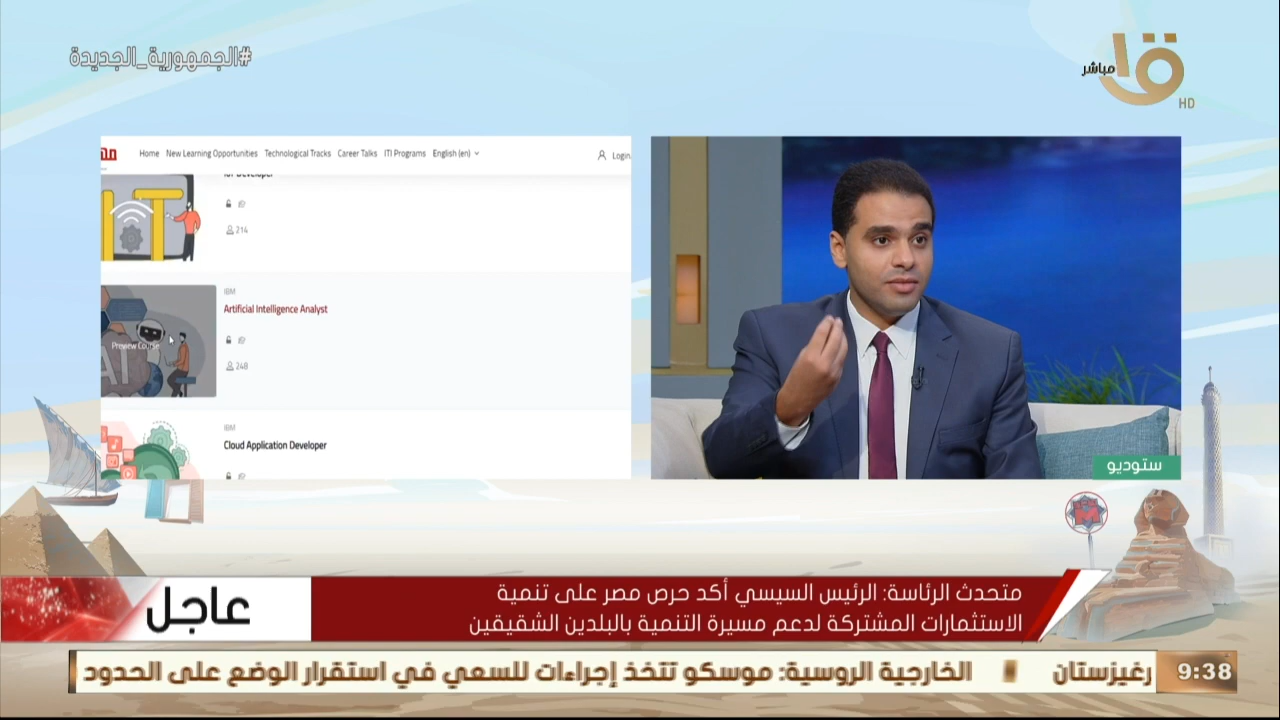 #الجمهورية_الجديدة
مباشر
HD
Home New Learning Opportunities Technological Tracks Career Talks ITI Programs English (en) Login
IoT Developer
214
IBM
Artificial Intelligence Analyst
Preview Course
248
IBM
Cloud Application Developer
ستوديو
عاجل
متحدث الرئاسة: الرئيس السيسي أكد حرص مصر على تنمية
الاستثمارات المشتركة لدعم مسيرة التنمية بالبلدين الشقيقين
9:38
رغيزستان الخارجية الروسية: موسكو تتخذ إجراءات للسعي في استقرار الوضع على الحدود